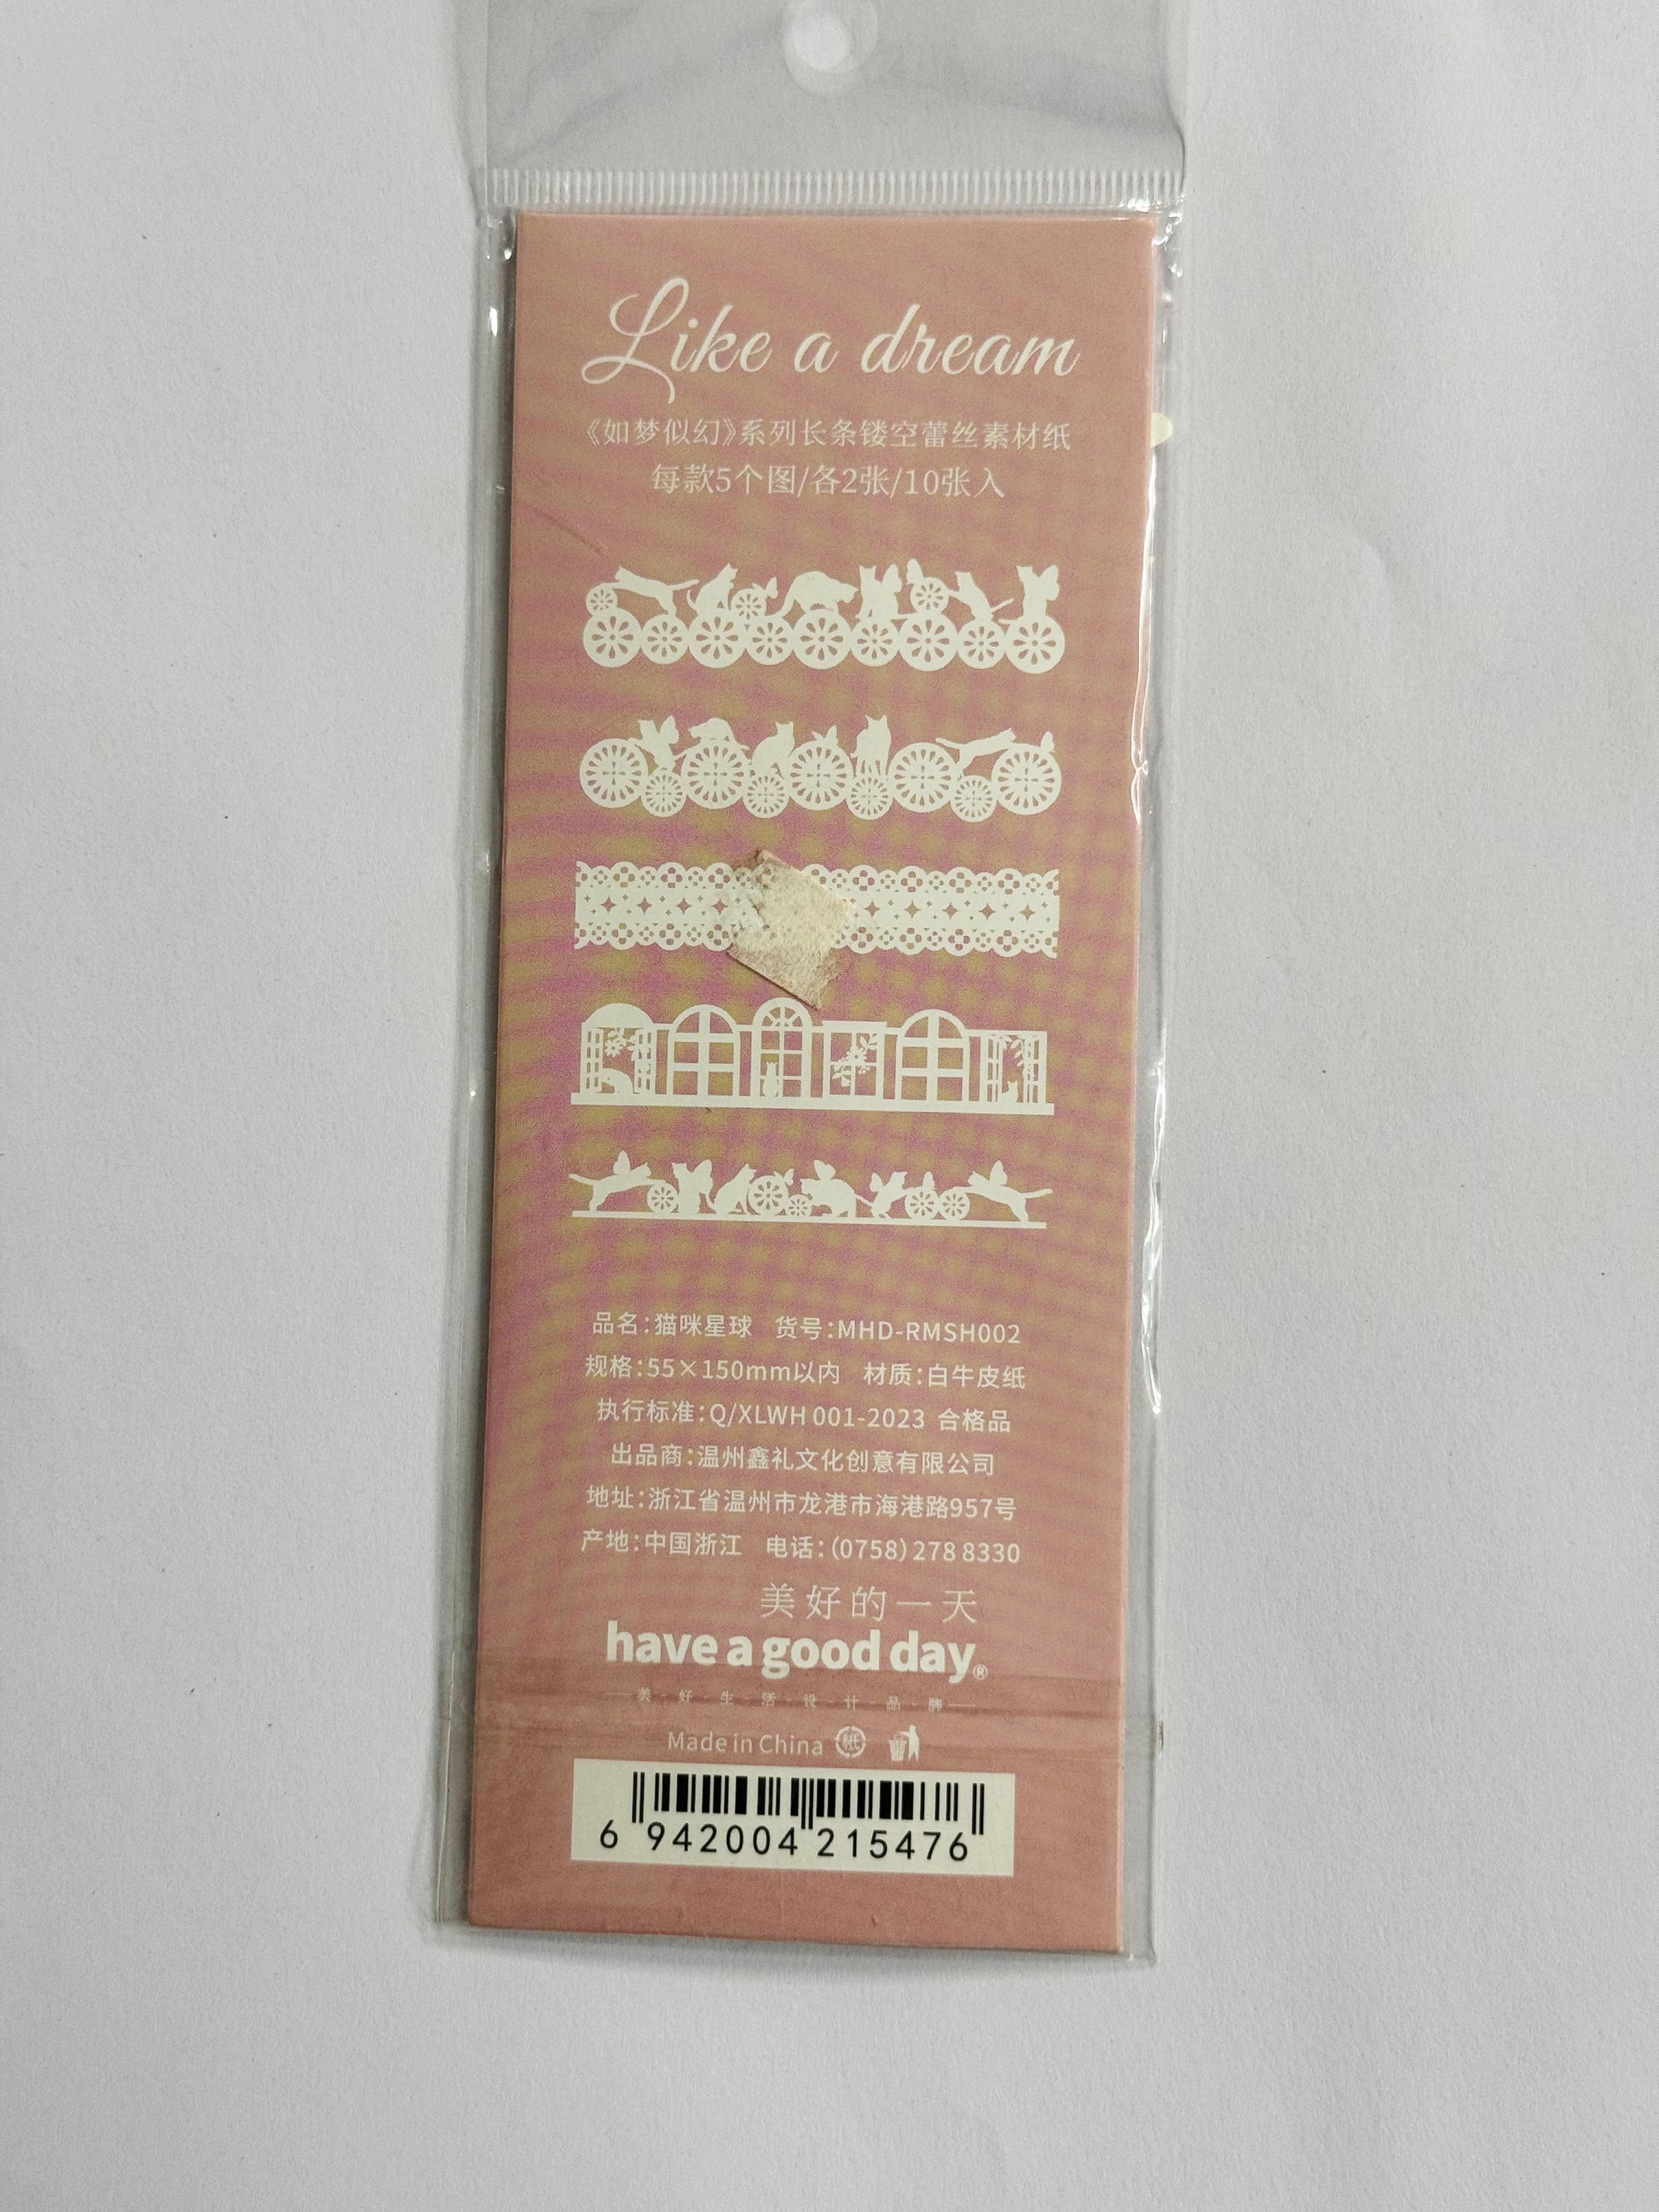 Like a dream
《如梦似幻》系列长条镂空蕾丝素材纸
每款5个图/各2张/10张入
品名:猫咪星球 货号:MHD-RMSH002
规格:55×150mm以内 材质:白牛皮纸
执行标准:Q/XLWH 001-2023 合格品
出品商:温州鑫礼文化创意有限公司
地址:浙江省温州市龙港市海港路957号
产地:中国浙江 电话:(0758)278 8330
美好的一天
have a good day®
美·好·生·活·设·计·品·牌
Made in China 紙
6 942004 215476